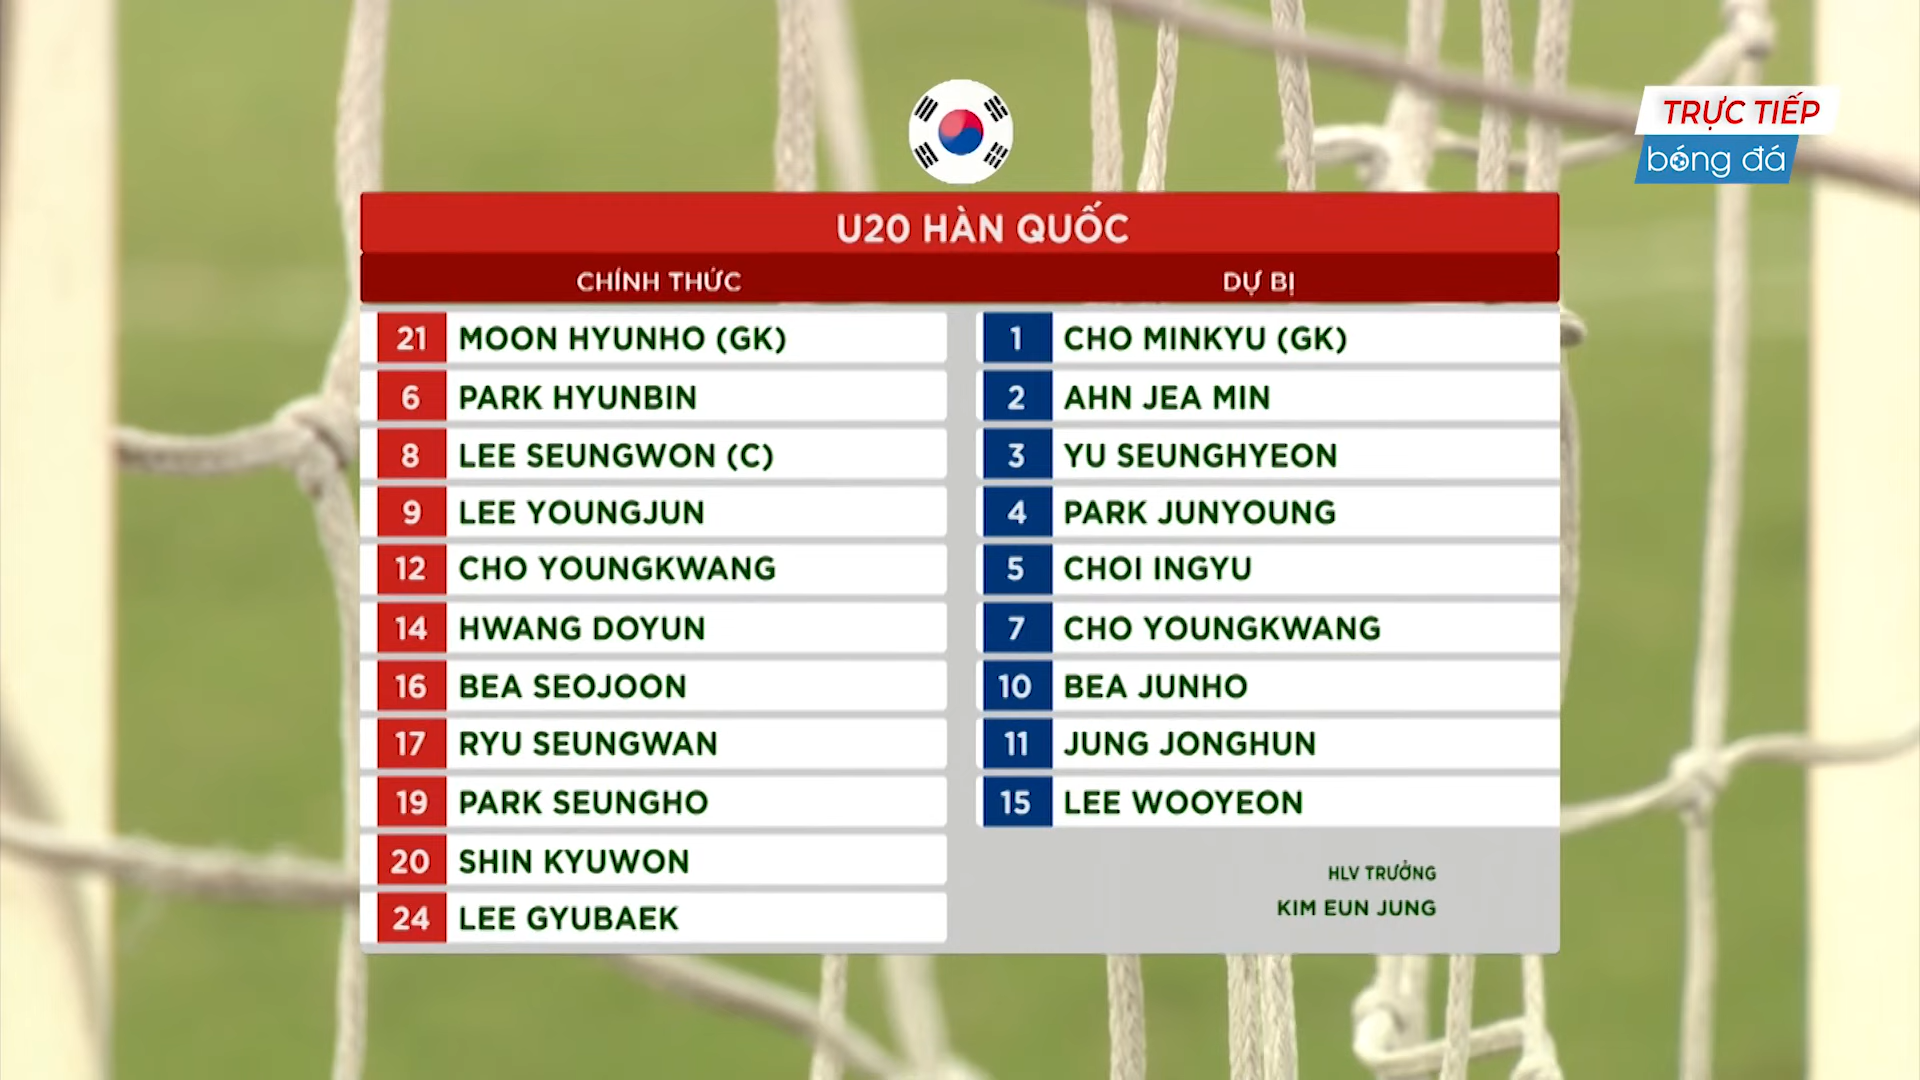 TRỰC TIẾP
bóng đá
U20 HÀN QUỐC
CHÍNH THỨC
DỰ BỊ
21 MOON HYUNHO (GK)
6 PARK HYUNBIN
8 LEE SEUNGWON (C)
9 LEE YOUNGJUN
12 CHO YOUNGKWANG
14 HWANG DOYUN
16 BEA SEOJOON
17 RYU SEUNGWAN
19 PARK SEUNGHO
20 SHIN KYUWON
24 LEE GYUBAEK
1 CHO MINKYU (GK)
2 AHN JEA MIN
3 YU SEUNGHYEON
4 PARK JUNYOUNG
5 CHOI INGYU
7 CHO YOUNGKWANG
10 BEA JUNHO
11 JUNG JONGHUN
15 LEE WOOYEON
HLV TRƯỞNG
KIM EUN JUNG